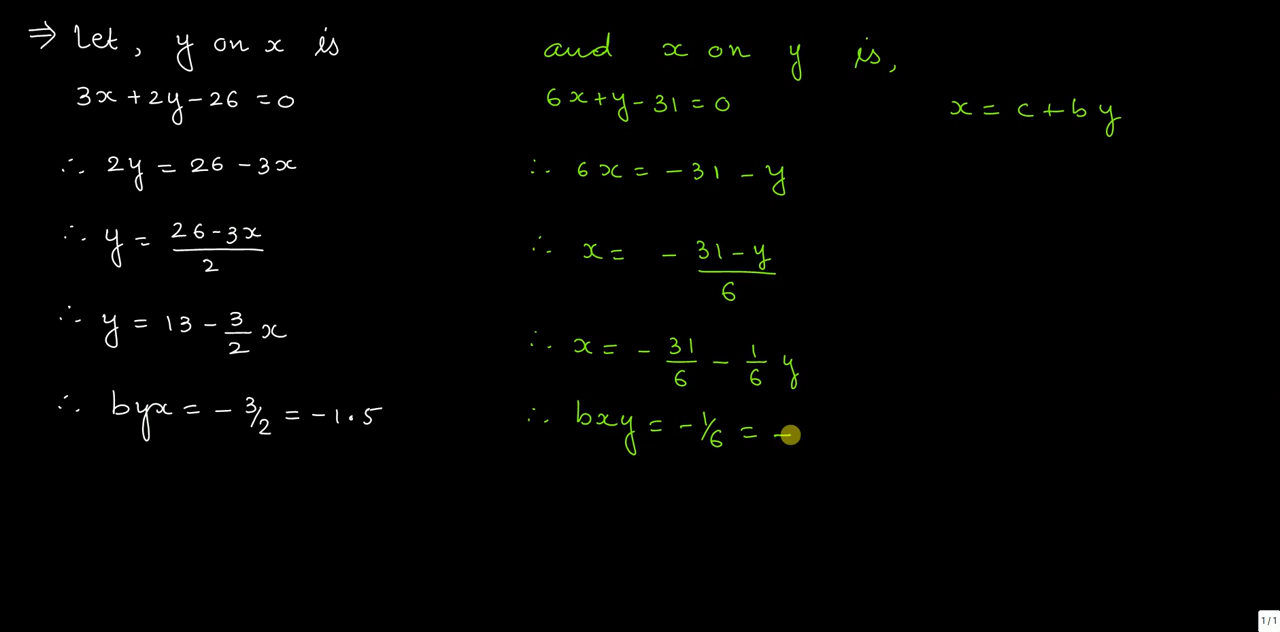 ⇒ Let, y on x is
3x+2y-26=0
∴ 2y = 26 - 3x
∴ y = (26-3x)/2
∴ y = 13 - 3/2 x
∴ byx = - 3/2 = -1.5
and x on y is,
6x+y-31=0
∴ 6x = -31 - y
∴ x = - (31-y)/6
∴ x = - 31/6 - 1/6 y
∴ bxy = - 1/6 = -
x = c+by
1/1